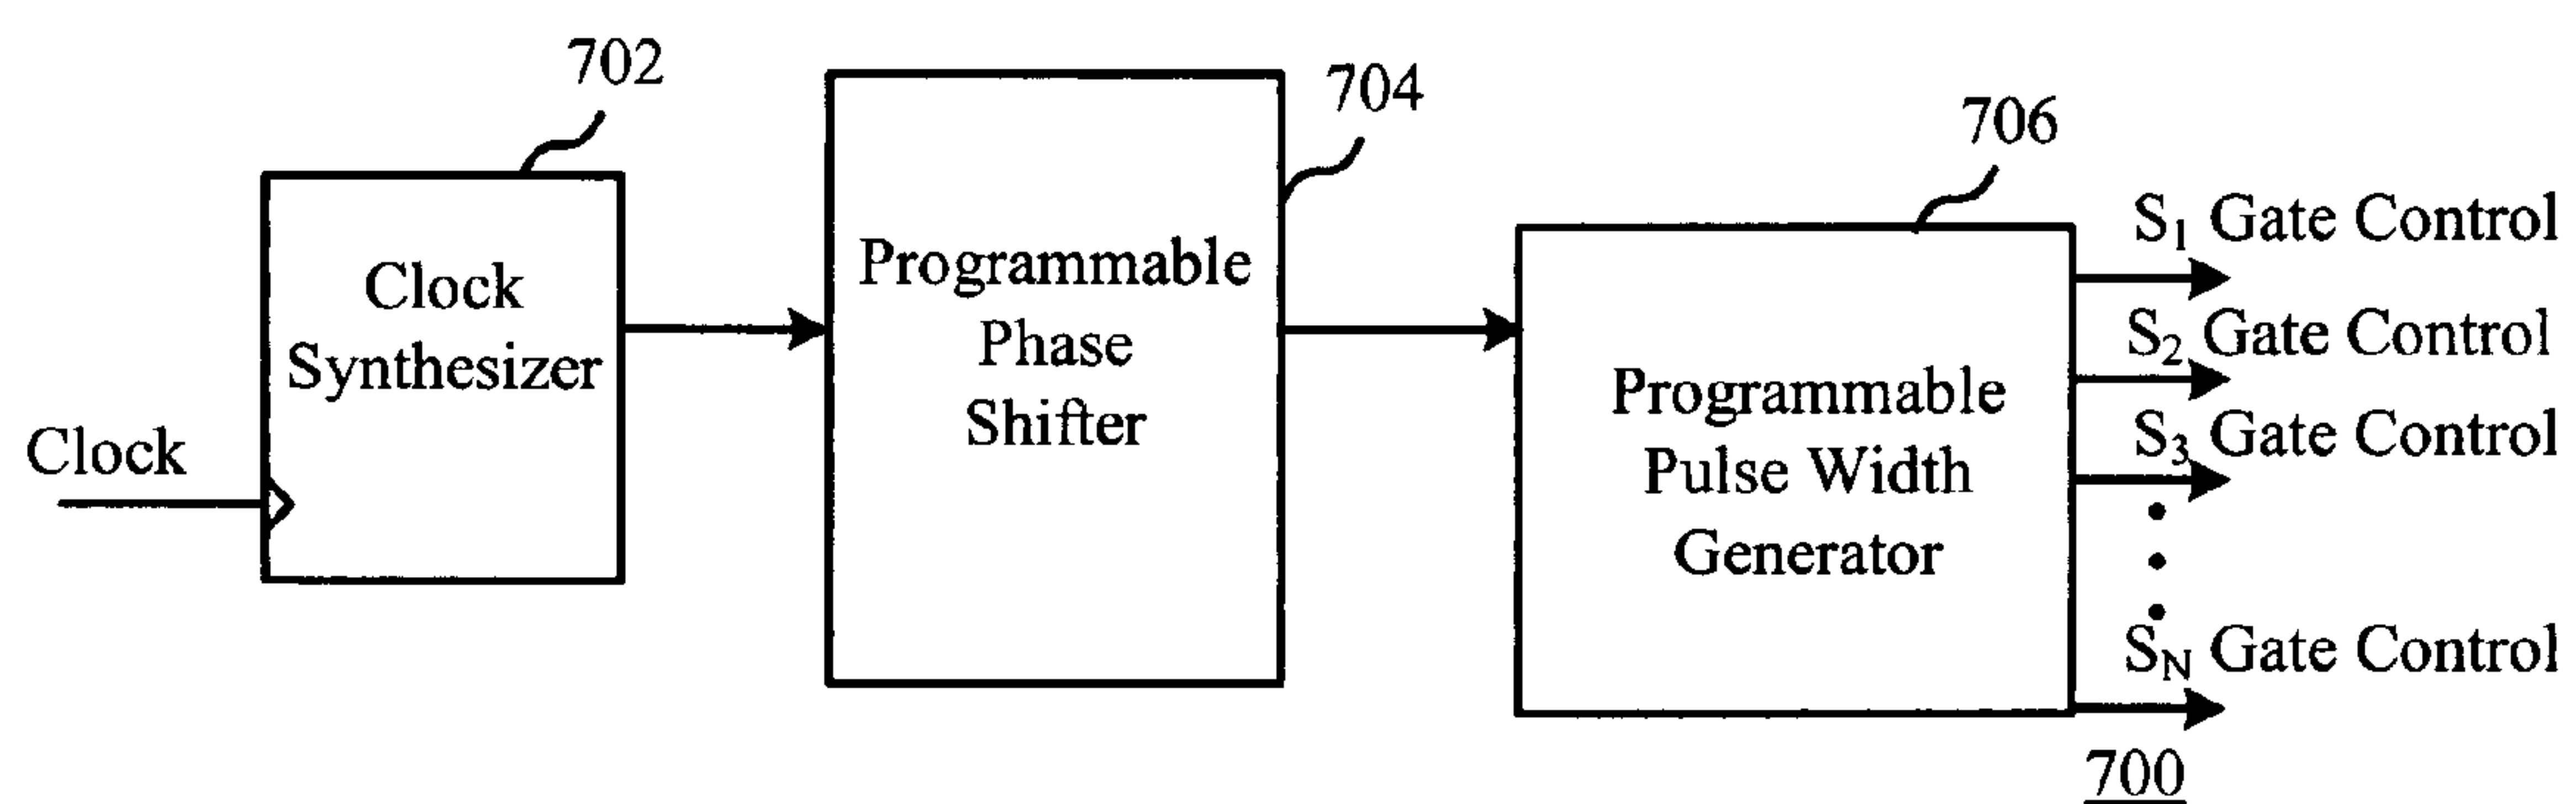 702
704
706
Clock
Synthesizer
Clock
Programmable
Phase
Shifter
Programmable
Pulse Width
Generator
S1 Gate Control
S2 Gate Control
S3 Gate Control
SN Gate Control
700